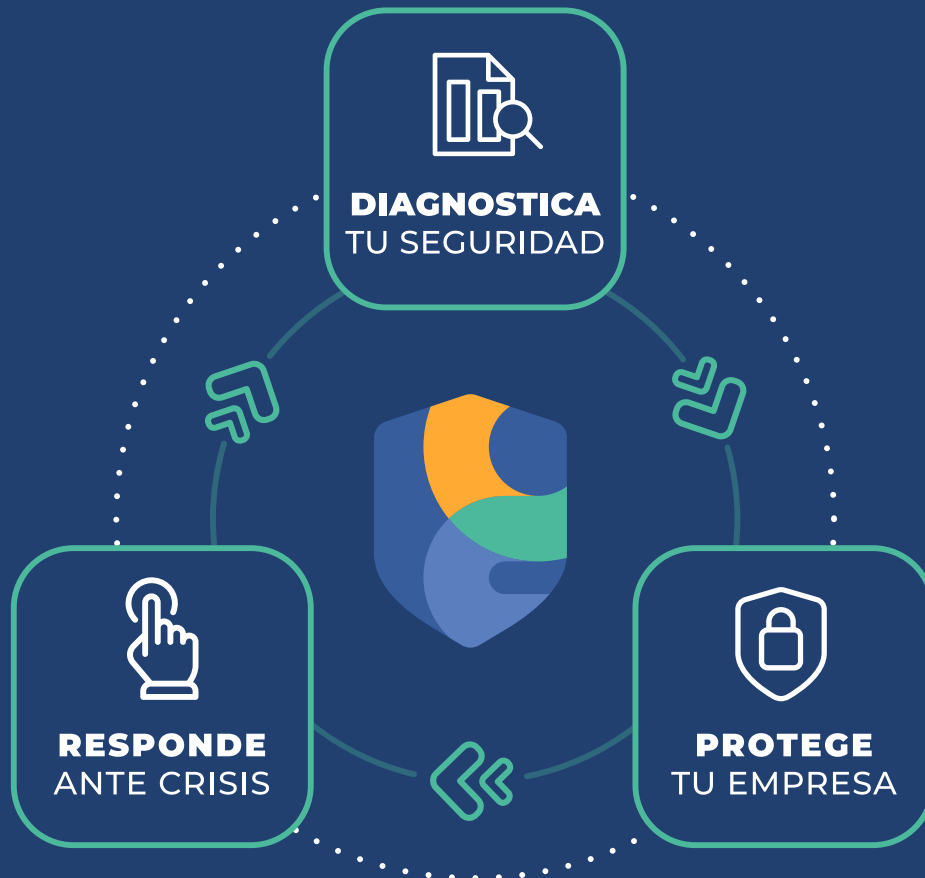 DIAGNOSTICA
TU SEGURIDAD
RESPONDE
ANTE CRISIS
PROTEGE
TU EMPRESA